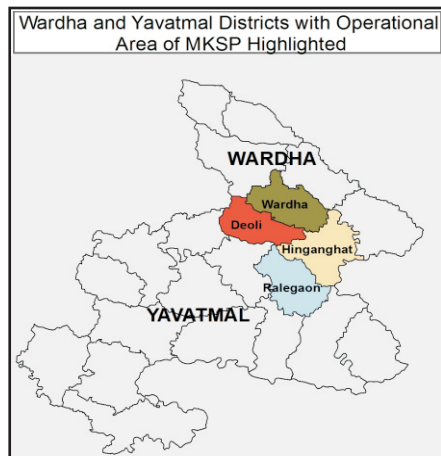 Wardha and Yavatmal Districts with Operational
Area of MKSP Highlighted
WARDHA
Wardha
Deoli
Hinganghat
Ralegaon
YAVATMAL